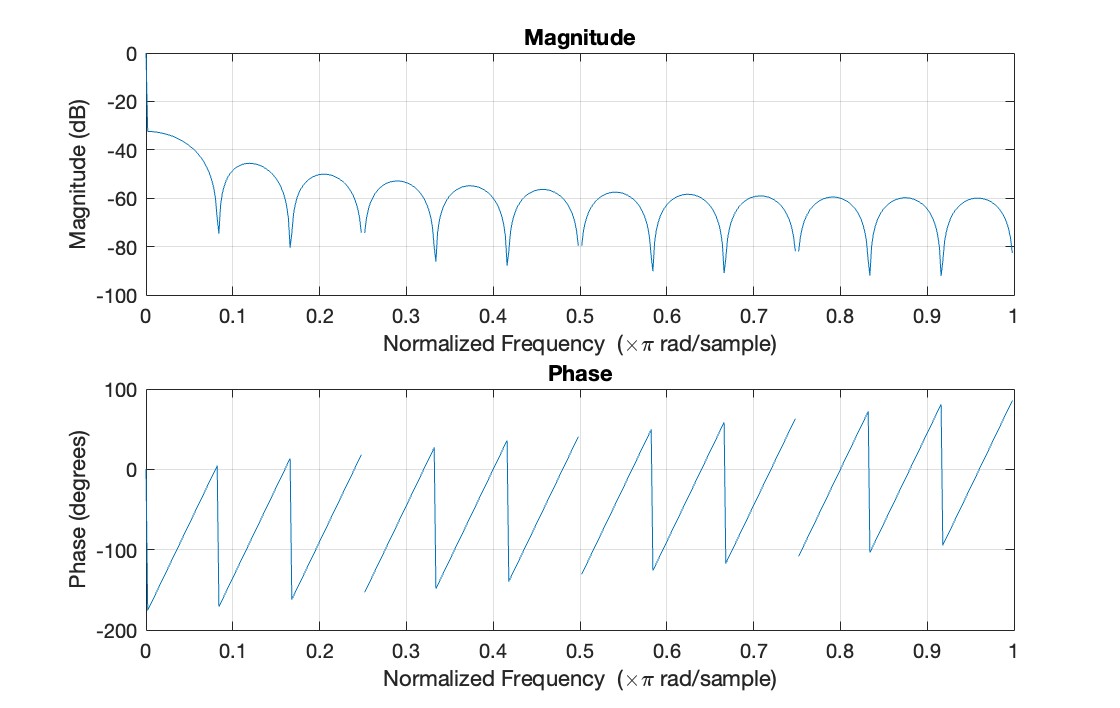 Magnitude
0
-20
-40
-60
-80
-100
Magnitude (dB)
0 0.1 0.2 0.3 0.4 0.5 0.6 0.7 0.8 0.9 1
Normalized Frequency (×π rad/sample)
Phase
100
0
-100
-200
Phase (degrees)
0 0.1 0.2 0.3 0.4 0.5 0.6 0.7 0.8 0.9 1
Normalized Frequency (×π rad/sample)